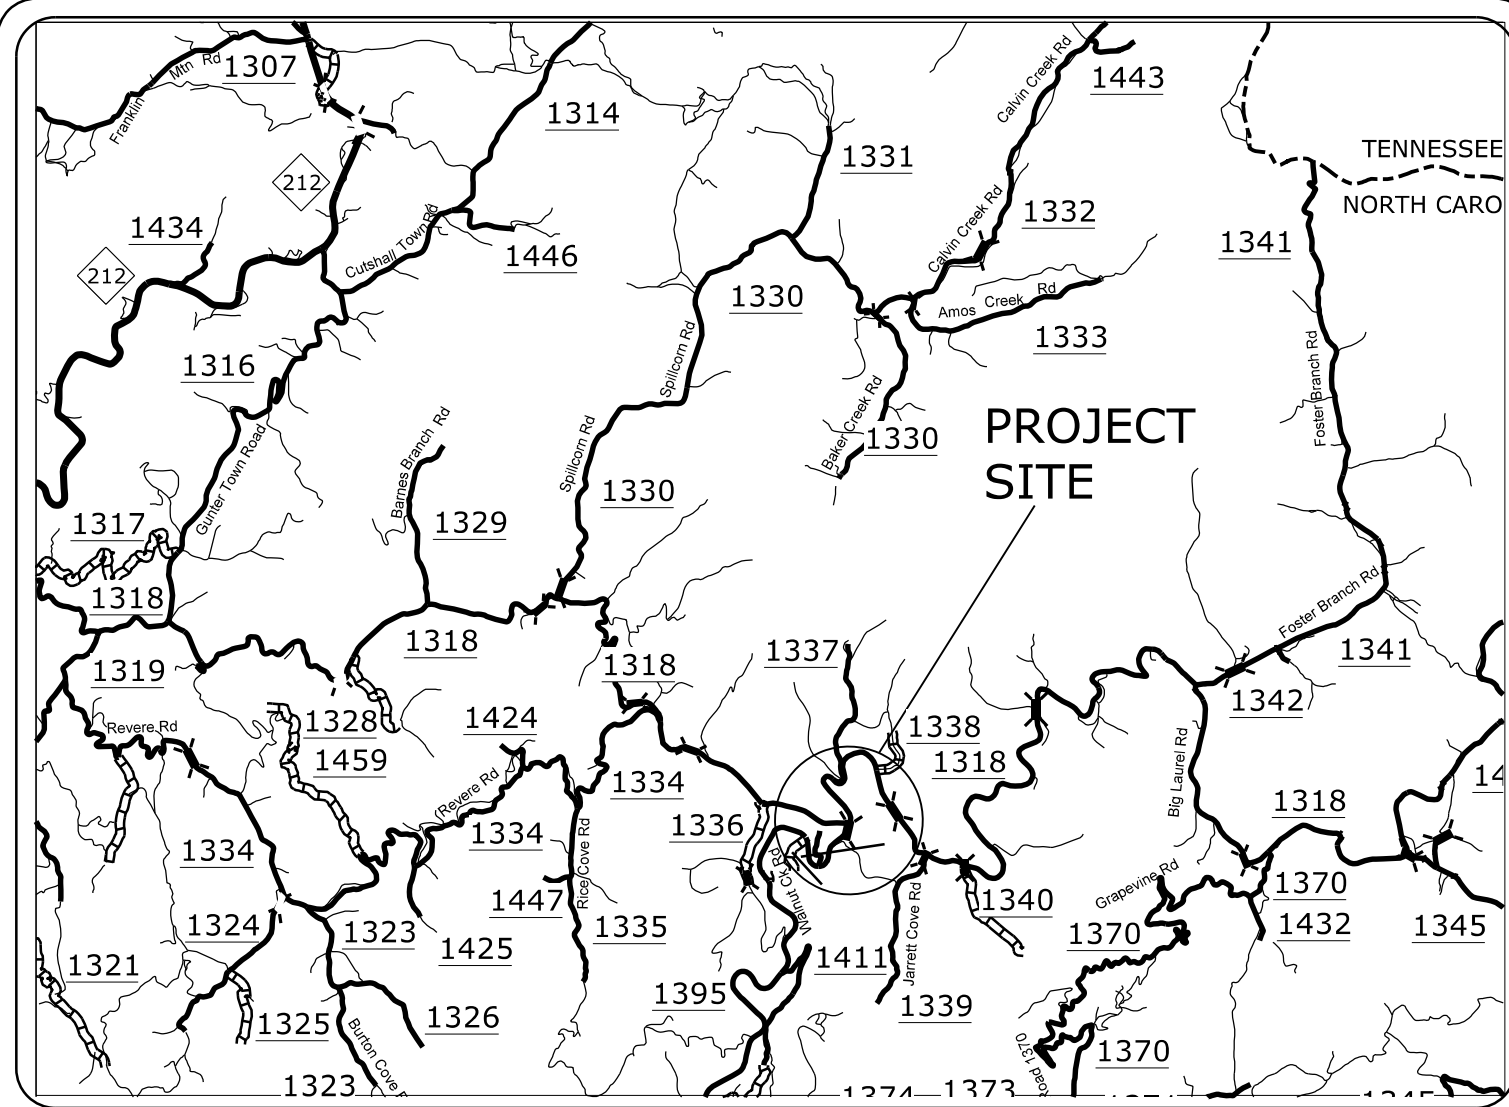 1307
Mtn Rd
Franklin
1314
Calvin Creek Rd
1443
TENNESSEE
NORTH CARO
1331
212
1434
Cutshall Town Rd
1446
Calvin Creek Rd
1332
1341
212
1330
Amos Creek Rd
1333
1316
Spillcorn Rd
Foster Branch Rd
PROJECT
SITE
Baker Creek Rd
1330
Barnes Branch Rd
Spillcorn Rd
Gunter Town Road
1330
1317
1329
1318
Foster Branch Rd
1318
1318
1337
1341
1319
1342
Revere Rd
1328
1424
1338
1459
1318
Big Laurel Rd
(Revere Rd
1334
1318
14
1336
1334
1334
Rice Cove Rd
Walnut Ck Rd
Grapevine Rd
1370
1447
1340
1324
1323
1335
Jarrett Cove Rd
1370
1432
1345
1425
1411
1321
1395
1339
1325
1326
Burton Cove
Road 1370
1370
1323
1374
1373
1345